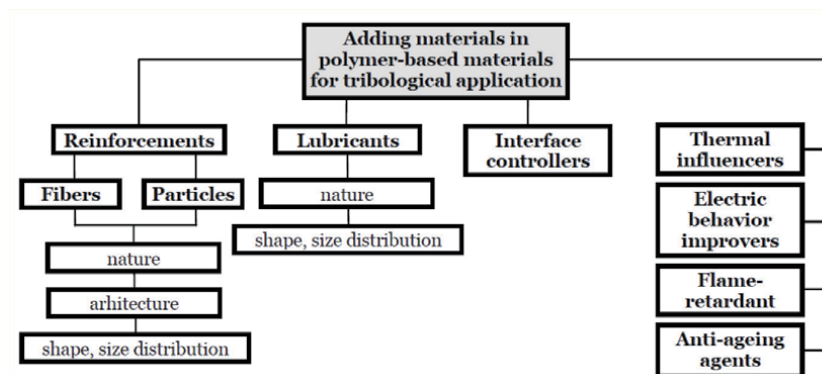 Adding materials in
polymer-based materials
for tribological application
Reinforcements
Lubricants
Interface
controllers
Thermal
influencers
Fibers
Particles
nature
Electric
behavior
improvers
shape, size distribution
nature
arhitecture
Flame-
retardant
shape, size distribution
Anti-ageing
agents